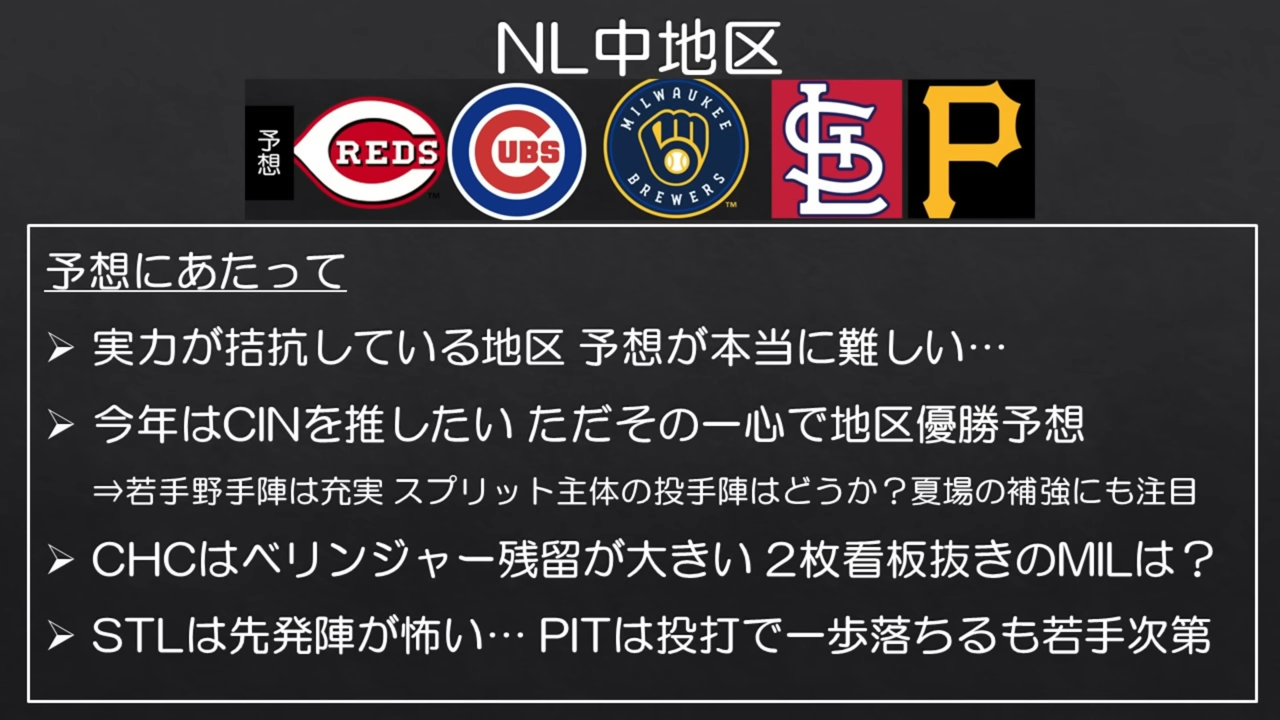 NL中地区
予想
REDS
TM
CUBS
MILWAUKEE
BREWERS
TM
STL
P
予想にあたって
➢ 実力が拮抗している地区 予想が本当に難しい…
➢ 今年はCINを推したい ただその一心で地区優勝予想
⇒若手野手陣は充実 スプリット主体の投手陣はどうか？夏場の補強にも注目
➢ CHCはベリンジャー残留が大きい 2枚看板抜きのMILは？
➢ STLは先発陣が怖い… PITは投打で一歩落ちるも若手次第